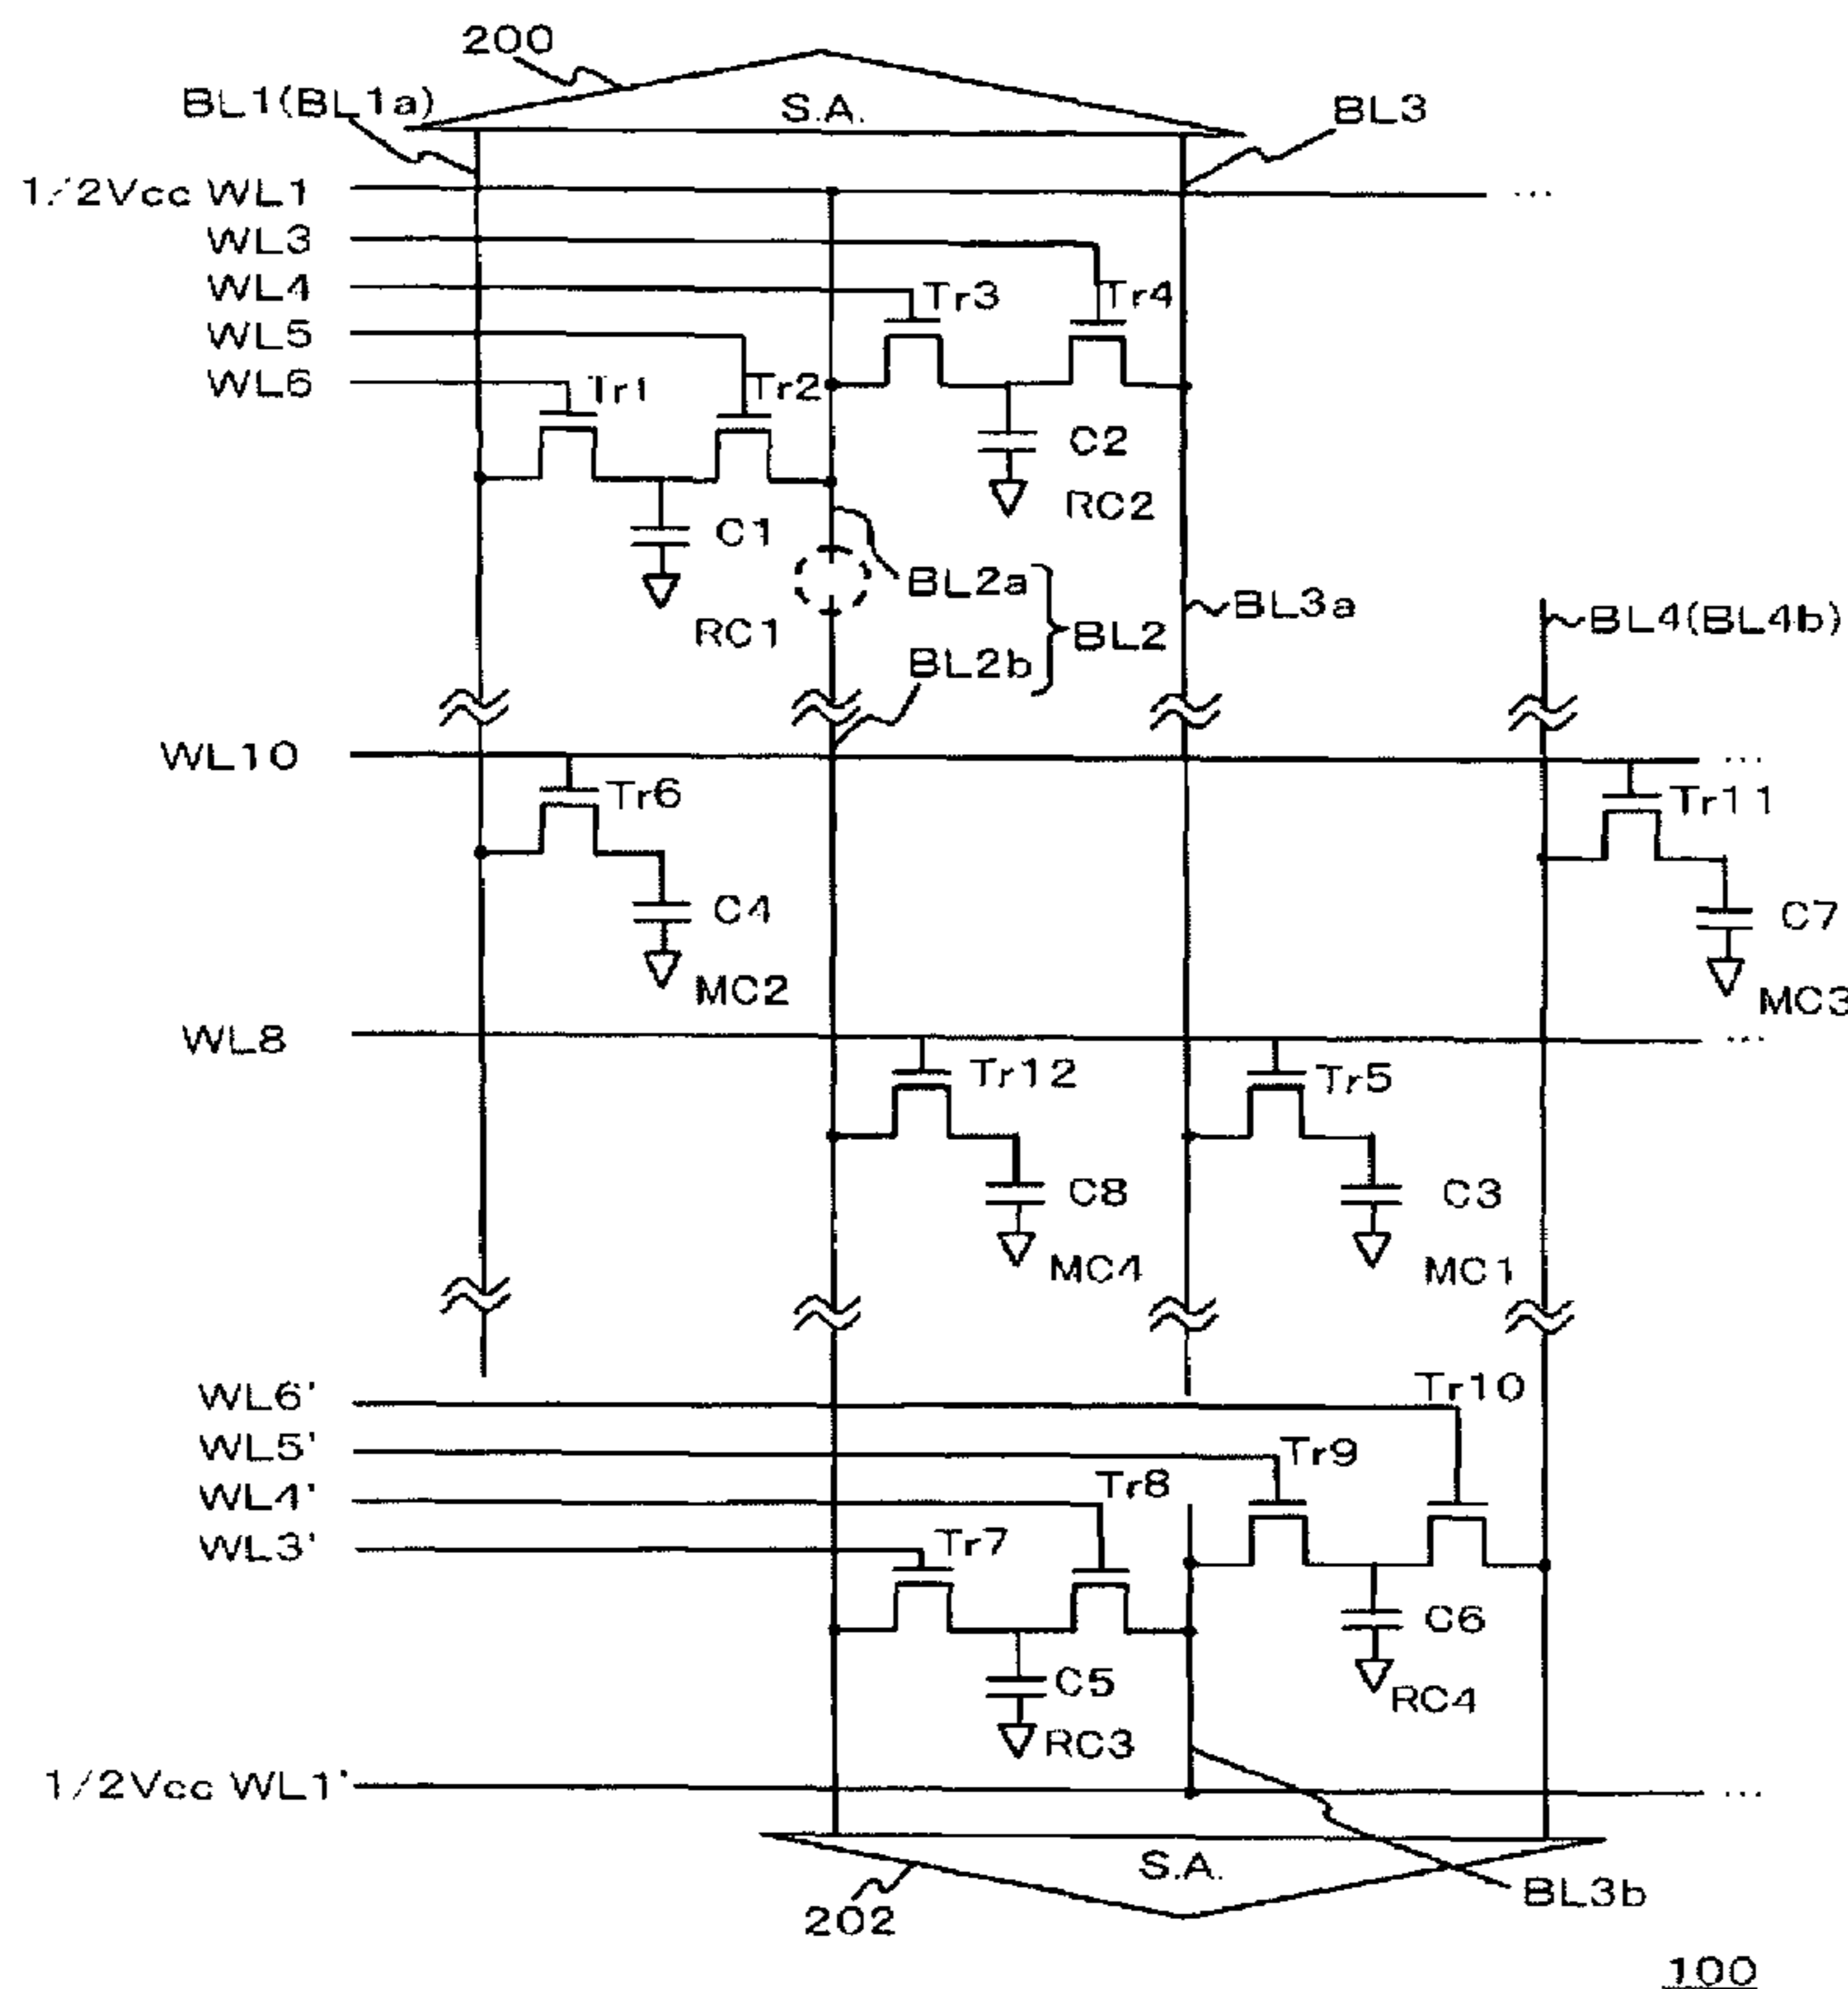 200
BL1(BL1a)
S.A.
BL3
1/2Vcc WL1
...
WL3
WL4
Tr3
Tr4
WL5
WL6
Tr1
Tr2
C2
RC2
C1
BL2a
BL3a
BL4(BL4b)
RC1
BL2
BL2b
WL10
...
Tr6
Tr11
C4
C7
MC2
MC3
WL8
...
Tr12
Tr5
C8
C3
MC4
MC1
WL6'
Tr10
WL5'
Tr9
WL4'
Tr8
WL3'
Tr7
C6
C5
RC4
RC3
1/2Vcc WL1'
...
S.A.
BL3b
202
100